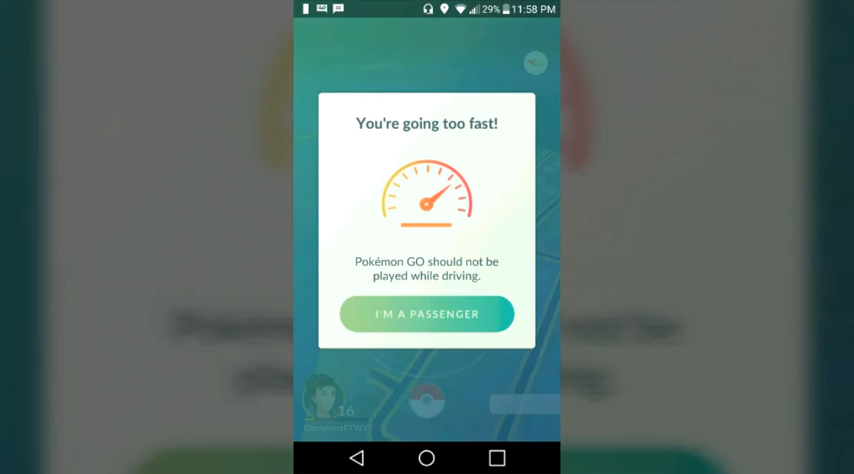 29% 11:58 PM
You're going too fast!
Pokémon GO should not be
played while driving.
I'M A PASSENGER
16